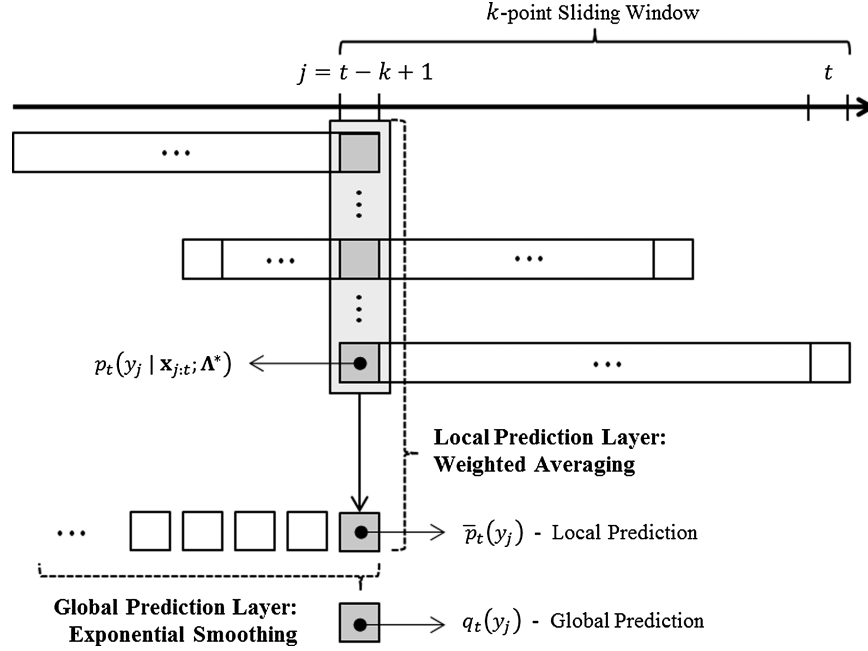 k-point Sliding Window
j = t − k + 1
t
...
...
... ...
...
p_t(y_j | x_{j:t}; Λ*)
...
Local Prediction Layer:
Weighted Averaging
...
p̅_t(y_j) - Local Prediction
Global Prediction Layer:
Exponential Smoothing
q_t(y_j) - Global Prediction